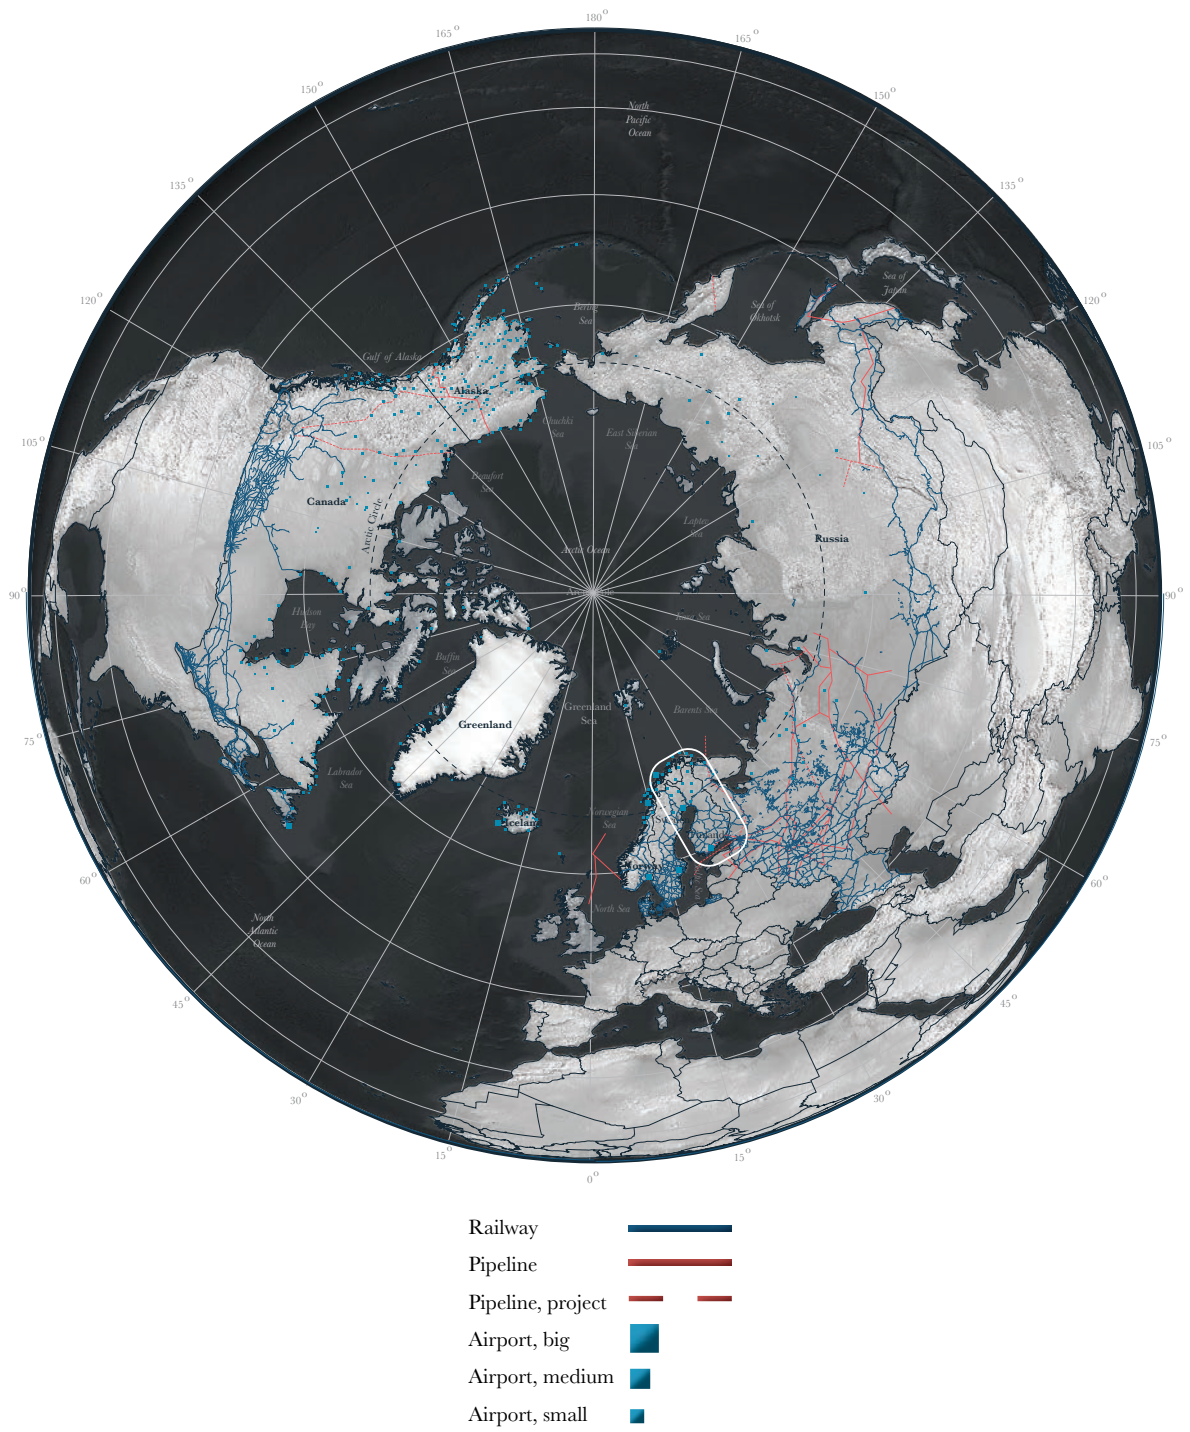 180°
165°
165°
150°
150°
135°
135°
120°
120°
105°
105°
90°
90°
75°
75°
60°
60°
45°
45°
30°
30°
15°
15°
0°
North
Pacific
Ocean
Sea of
Japan
Sea of
Okhotsk
Bering
Sea
Gulf of Alaska
Alaska
Chuchki
Sea
East Siberian
Sea
Beaufort
Sea
Canada
Arctic Circle
Laptev
Sea
Russia
Arctic Ocean
Hudson
Bay
Kara Sea
Buffin
Greenland
Greenland
Sea
Barents Sea
Labrador
Sea
Norwegian
Sea
Icelan
Norway
North Sea
North
Atlantic
Ocean
Railway
Pipeline
Pipeline, project
Airport, big
Airport, medium
Airport, small